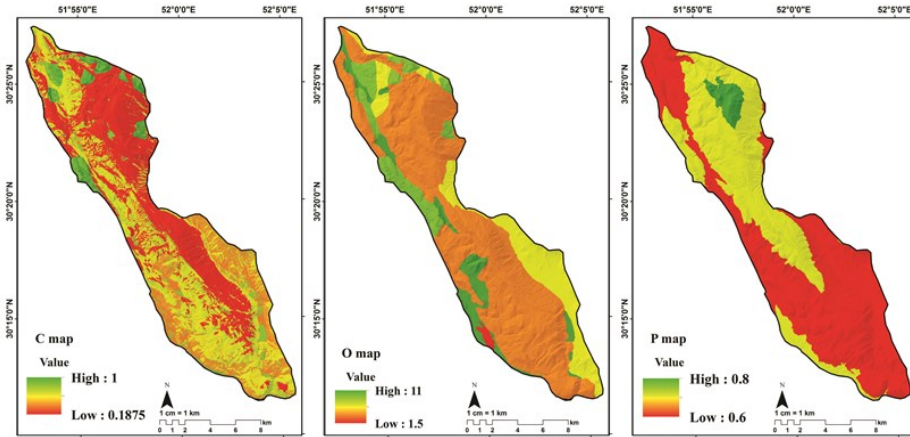 51°55'0"E 52°0'0"E 52°5'0"E
30°25'0"N
30°20'0"N
30°15'0"N
C map
Value
High : 1
Low : 0.1875
N
1 cm = 1 km
0 1 2 4 6 8
km
51°55'0"E 52°0'0"E 52°5'0"E
30°25'0"N
30°20'0"N
30°15'0"N
O map
Value
High : 11
Low : 1.5
N
1 cm = 1 km
0 1 2 4 6 8
km
51°55'0"E 52°0'0"E 52°5'0"E
30°25'0"N
30°20'0"N
30°15'0"N
P map
Value
High : 0.8
Low : 0.6
N
1 cm = 1 km
0 1 2 4 6 8
km